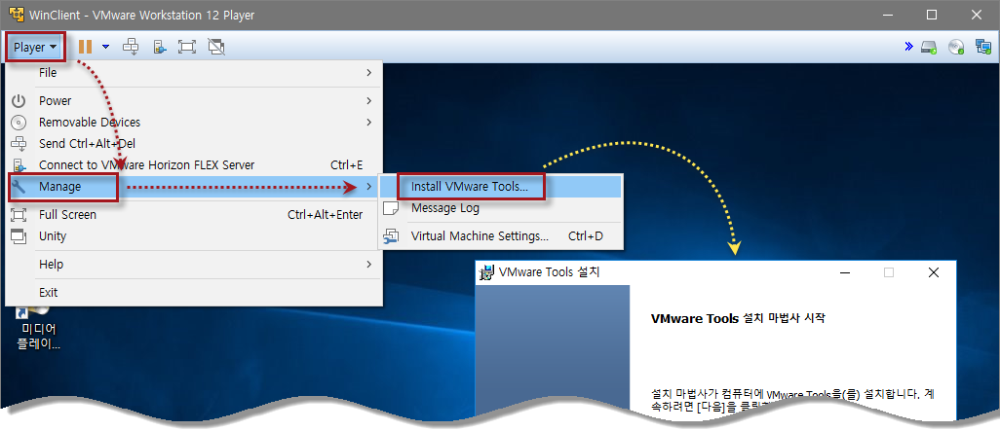 WinClient - VMware Workstation 12 Player
Player
File
Power
Removable Devices
Send Ctrl+Alt+Del
Connect to VMware Horizon FLEX Server Ctrl+E
Manage
Install VMware Tools...
Message Log
Full Screen Ctrl+Alt+Enter
Unity
Virtual Machine Settings... Ctrl+D
Help
Exit
미디어
플레이...
VMware Tools 설치
VMware Tools 설치 마법사 시작
설치 마법사가 컴퓨터에 VMware Tools을(를) 설치합니다. 계
속하려면 [다음]을